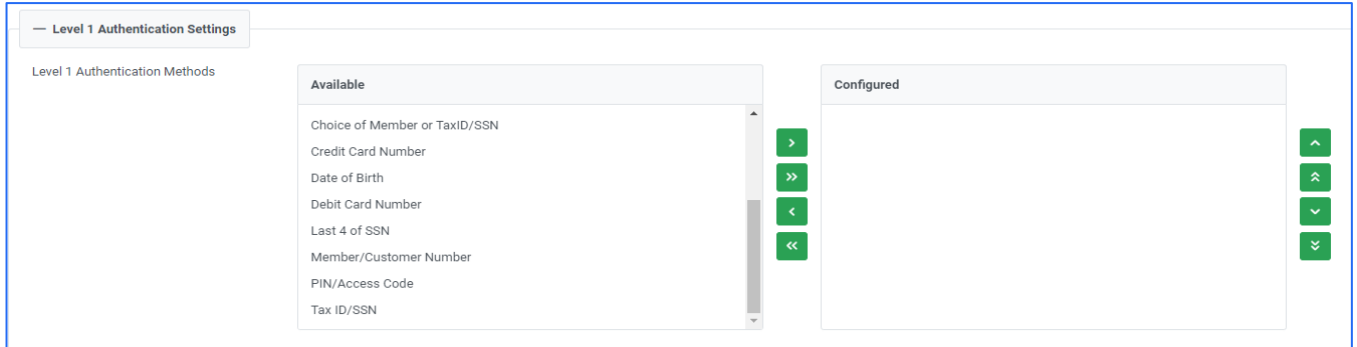 — Level 1 Authentication Settings
Level 1 Authentication Methods
Available
Configured
Choice of Member or TaxID/SSN
Credit Card Number
Date of Birth
Debit Card Number
Last 4 of SSN
Member/Customer Number
PIN/Access Code
Tax ID/SSN